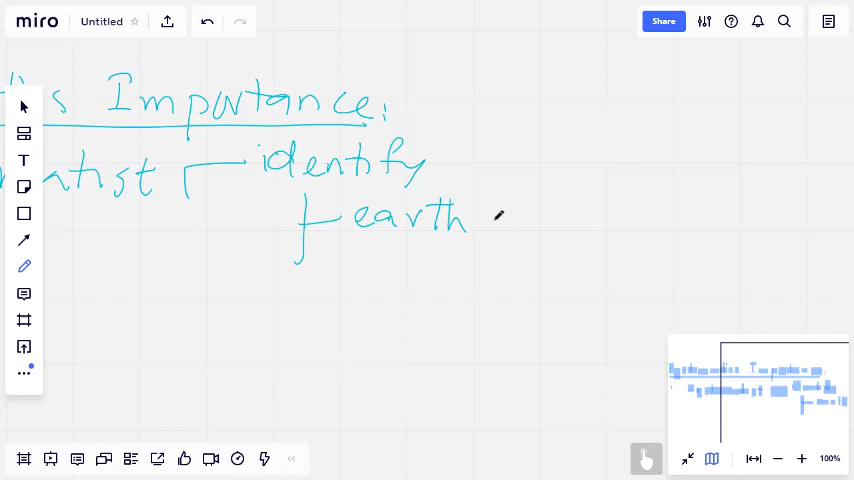 miro
Untitled
Share
s Importance:
identify
earth
100%